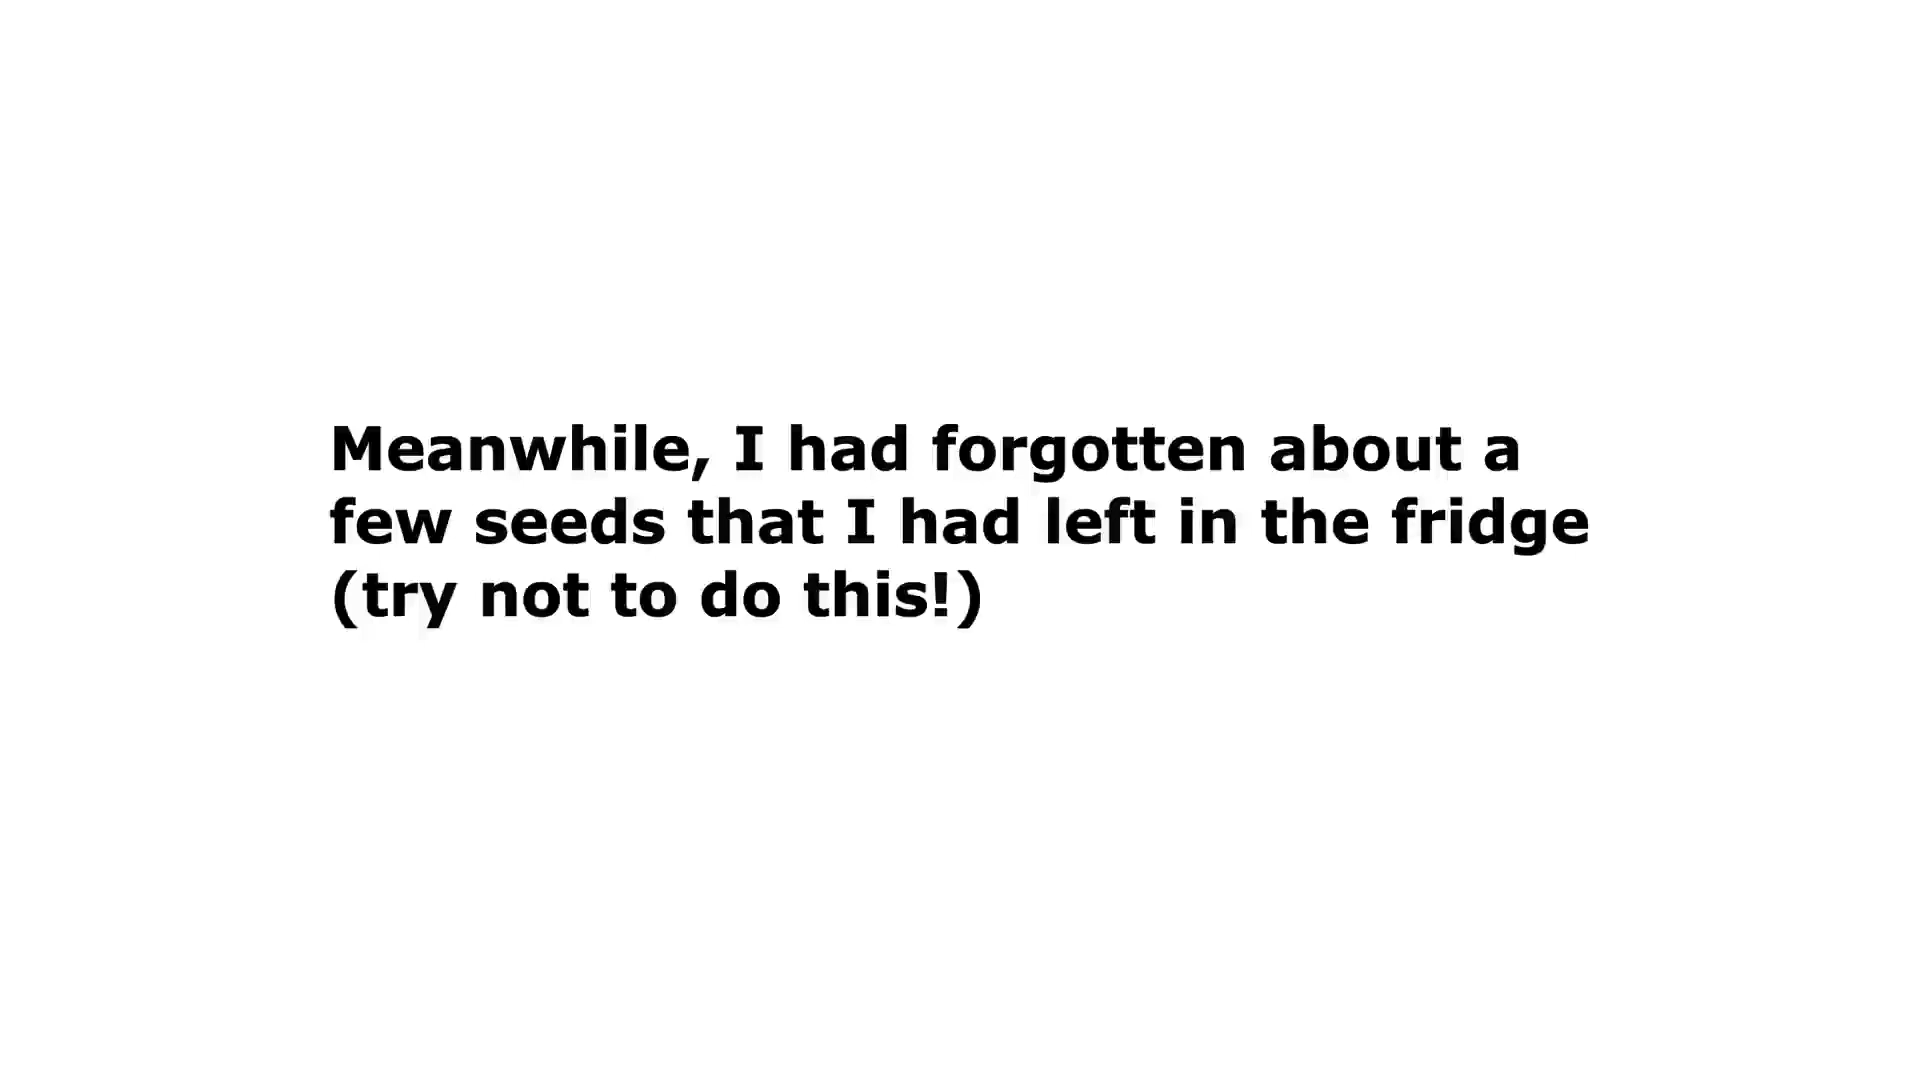 Meanwhile, I had forgotten about a
few seeds that I had left in the fridge
(try not to do this!)